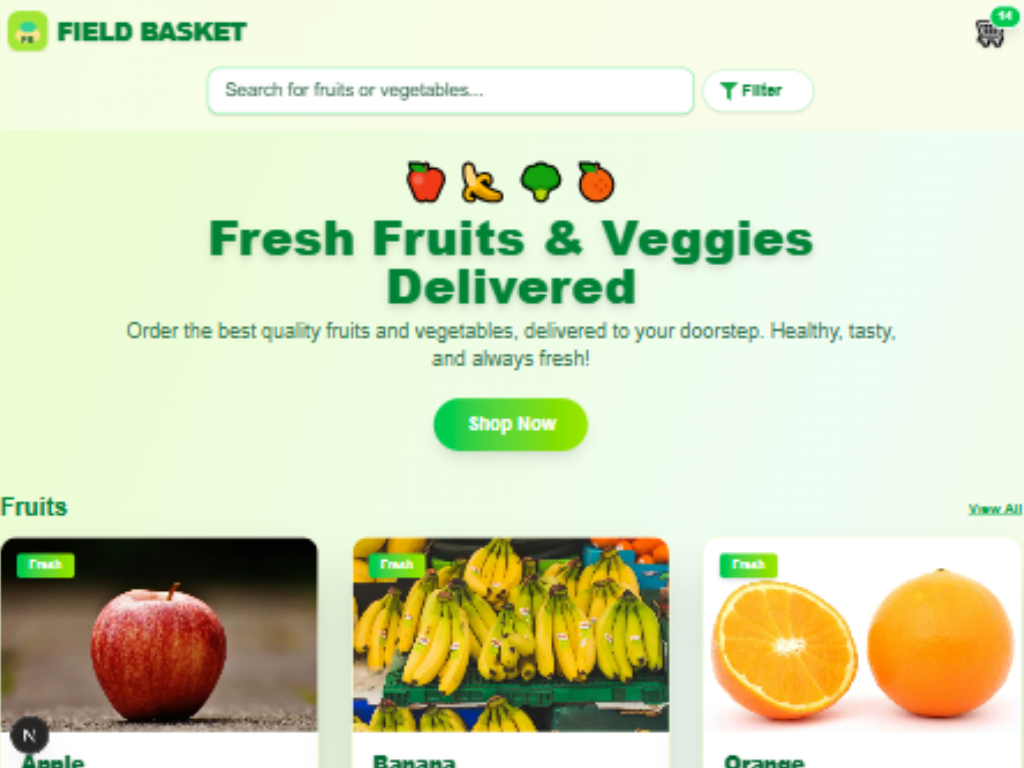 FIELD BASKET
14
Search for fruits or vegetables...
Filter
Fresh Fruits & Veggies
Delivered
Order the best quality fruits and vegetables, delivered to your doorstep. Healthy, tasty,
and always fresh!
Shop Now
Fruits
View All
Fresh
Fresh
Fresh
N
Apple
Banana
Orange